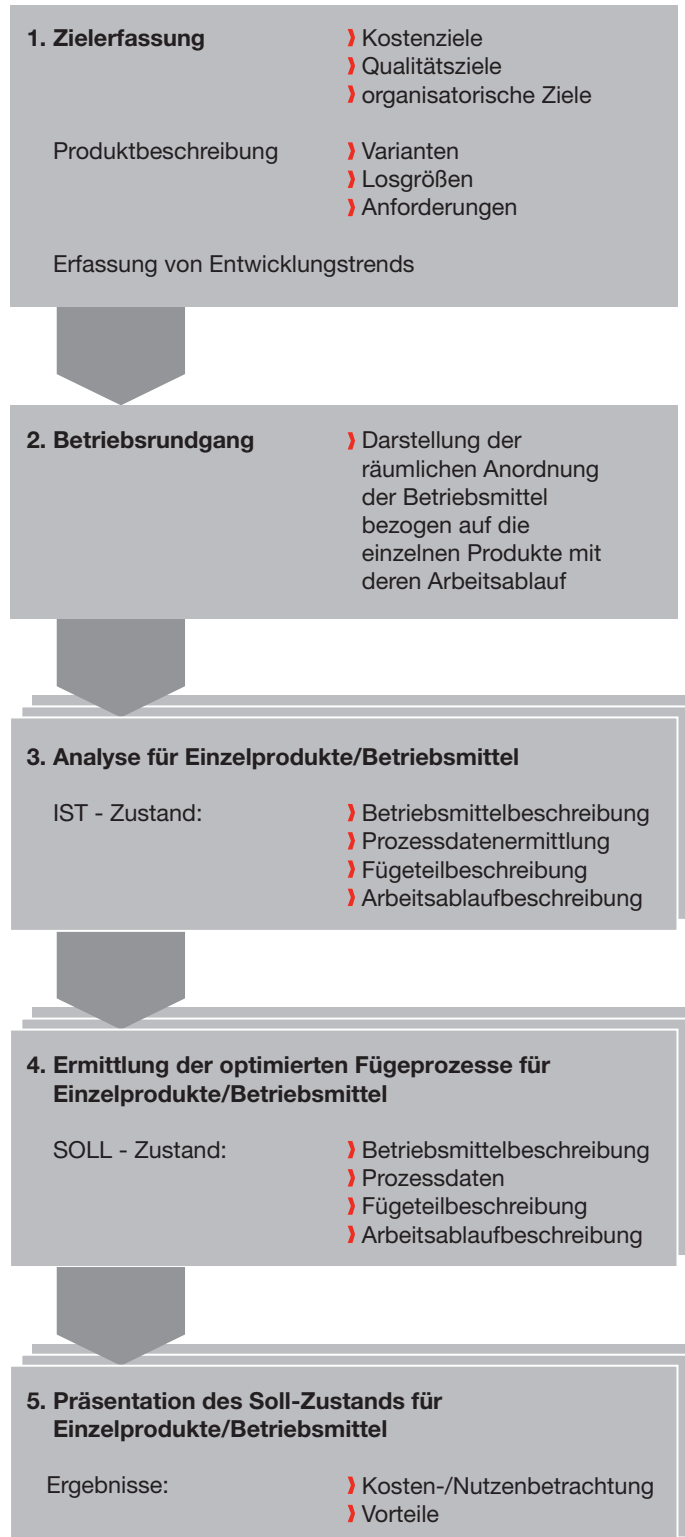 1. Zielerfassung
Kostenziele
Qualitätsziele
organisatorische Ziele
Produktbeschreibung
Varianten
Losgrößen
Anforderungen
Erfassung von Entwicklungstrends
2. Betriebsrundgang
Darstellung der
räumlichen Anordnung
der Betriebsmittel
bezogen auf die
einzelnen Produkte mit
deren Arbeitsablauf
3. Analyse für Einzelprodukte/Betriebsmittel
IST - Zustand:
Betriebsmittelbeschreibung
Prozessdatenermittlung
Fügeteilbeschreibung
Arbeitsablaufbeschreibung
4. Ermittlung der optimierten Fügeprozesse für
Einzelprodukte/Betriebsmittel
SOLL - Zustand:
Betriebsmittelbeschreibung
Prozessdaten
Fügeteilbeschreibung
Arbeitsablaufbeschreibung
5. Präsentation des Soll-Zustands für
Einzelprodukte/Betriebsmittel
Ergebnisse:
Kosten-/Nutzenbetrachtung
Vorteile